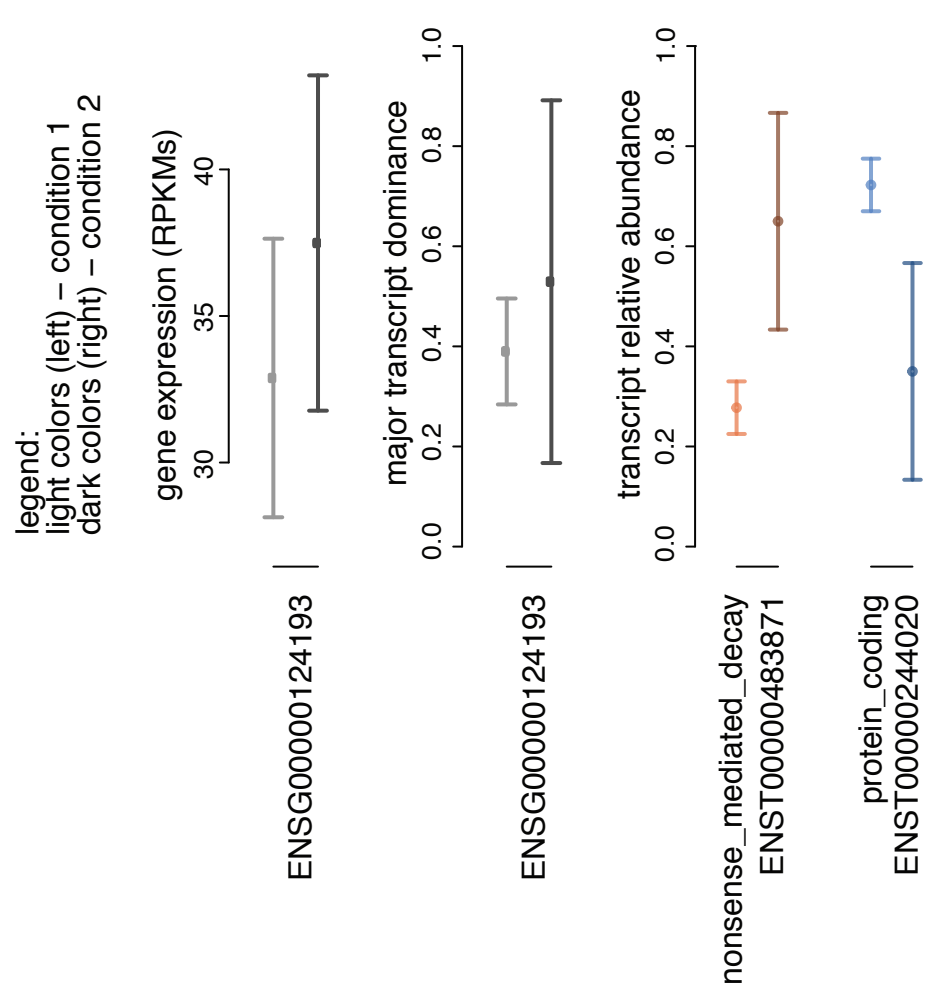 legend:
light colors (left) – condition 1
dark colors (right) – condition 2
gene expression (RPKMs)
30 35 40
ENSG00000124193
major transcript dominance
0.0 0.2 0.4 0.6 0.8 1.0
ENSG00000124193
transcript relative abundance
0.0 0.2 0.4 0.6 0.8 1.0
nonsense_mediated_decay
ENST00000483871
protein_coding
ENST00000244020